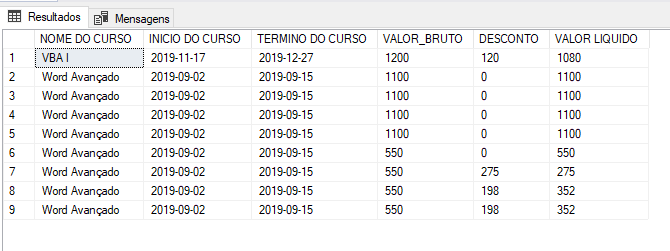 Resultados Mensagens
NOME DO CURSO INICIO DO CURSO TERMINO DO CURSO VALOR_BRUTO DESCONTO VALOR LIQUIDO
1 VBA I 2019-11-17 2019-12-27 1200 120 1080
2 Word Avançado 2019-09-02 2019-09-15 1100 0 1100
3 Word Avançado 2019-09-02 2019-09-15 1100 0 1100
4 Word Avançado 2019-09-02 2019-09-15 1100 0 1100
5 Word Avançado 2019-09-02 2019-09-15 1100 0 1100
6 Word Avançado 2019-09-02 2019-09-15 550 0 550
7 Word Avançado 2019-09-02 2019-09-15 550 275 275
8 Word Avançado 2019-09-02 2019-09-15 550 198 352
9 Word Avançado 2019-09-02 2019-09-15 550 198 352